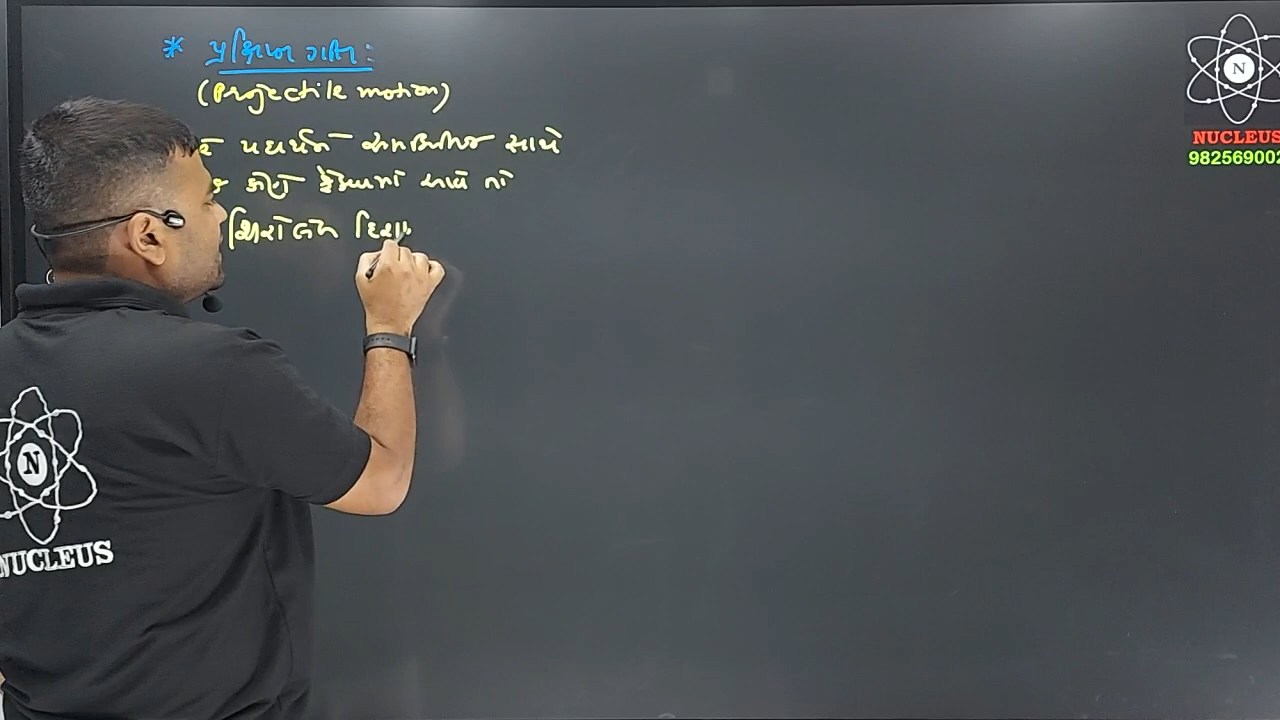 * પ્રક્ષિપ્ત ગતિ:
(Projectile motion)
પદાર્થને સમક્ષિતિજ સાથે
કોણે ફેંકવામાં આવે તો
ક્ષિતિજ
NUCLEUS
982569002
N
N
NUCLEUS